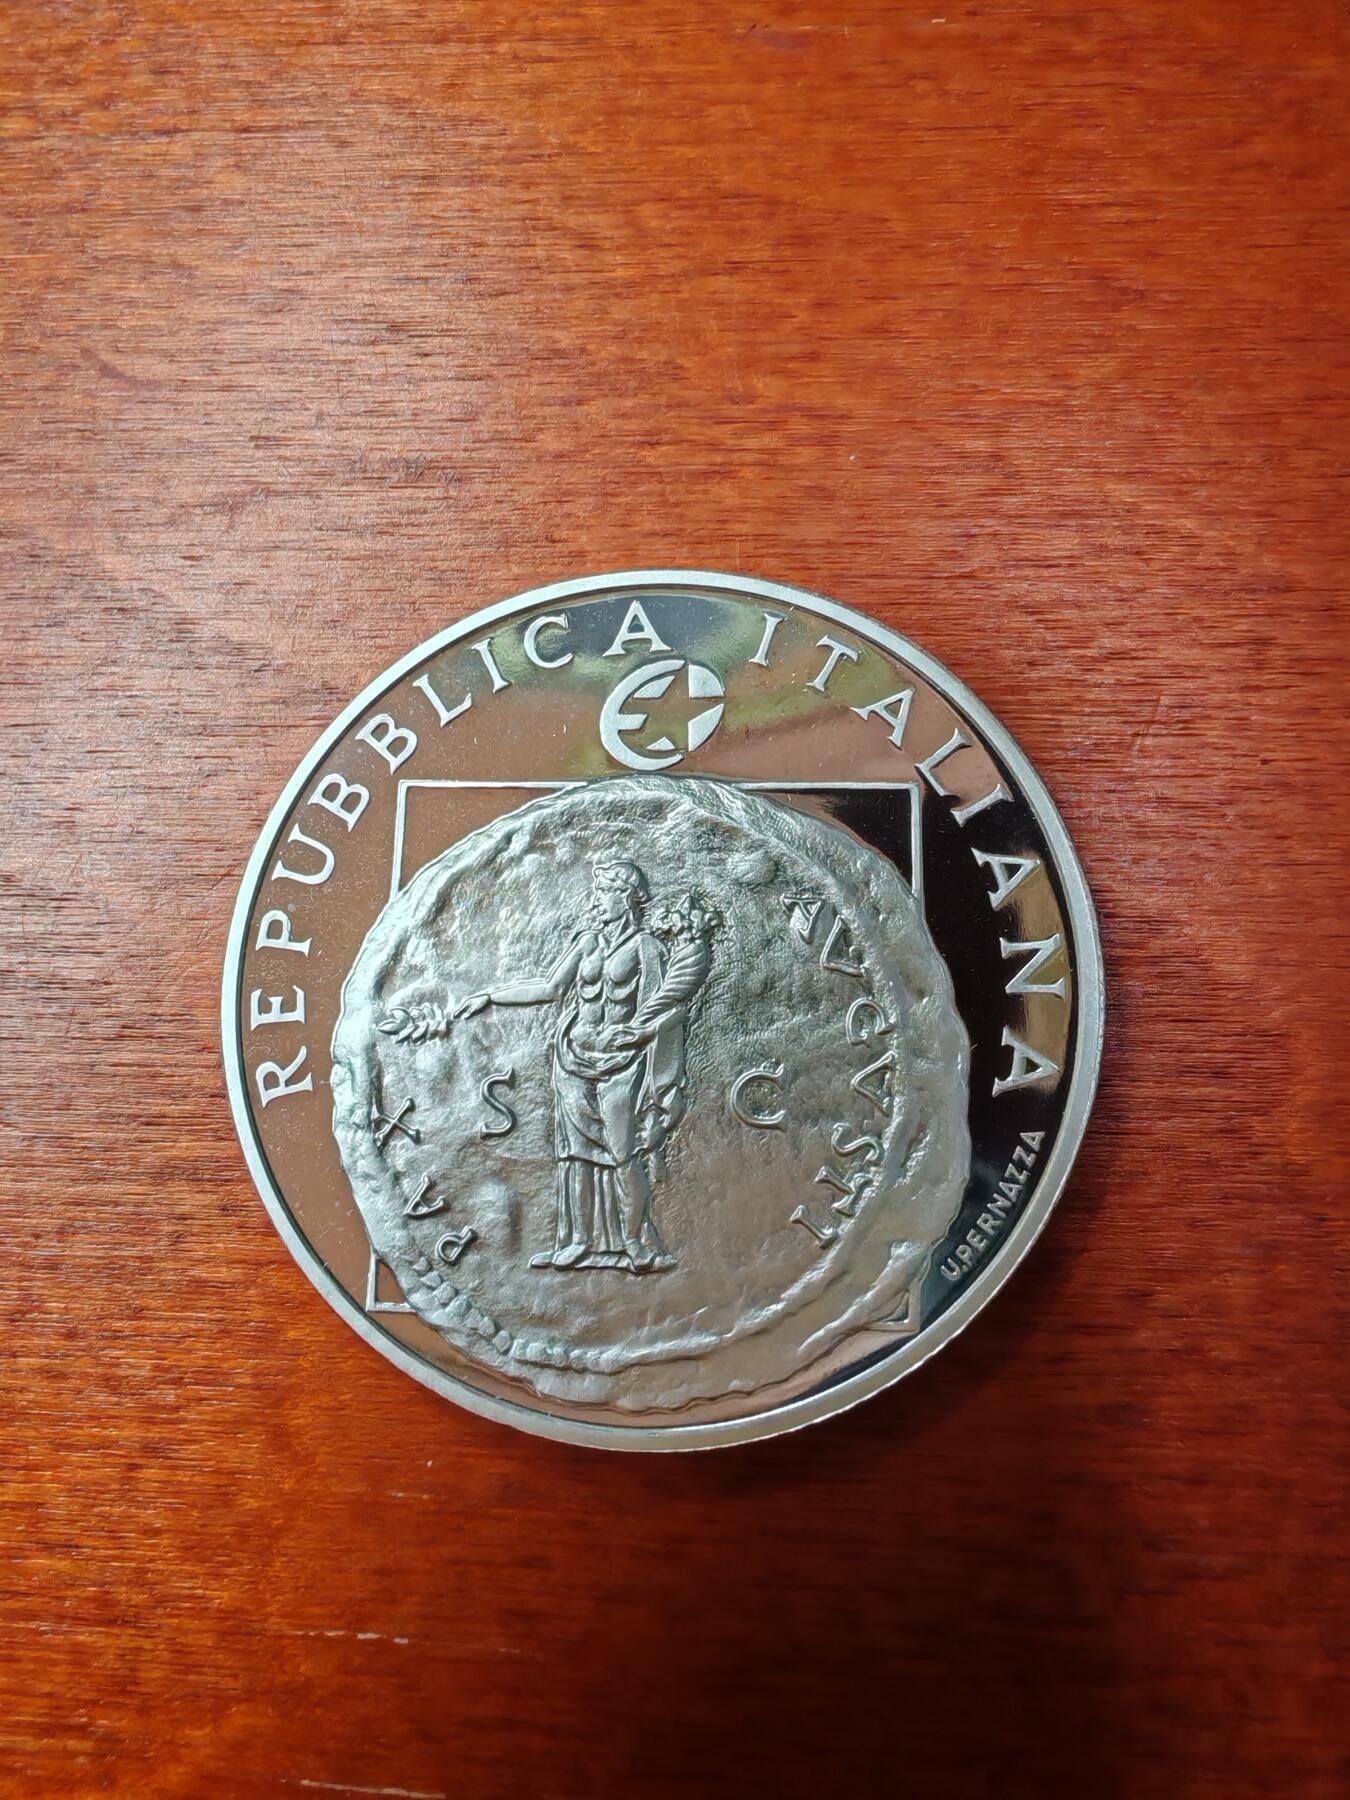 REPUBBLICA ITALIANA
PAX AVGVSTI
S C
U.PERNAZZA